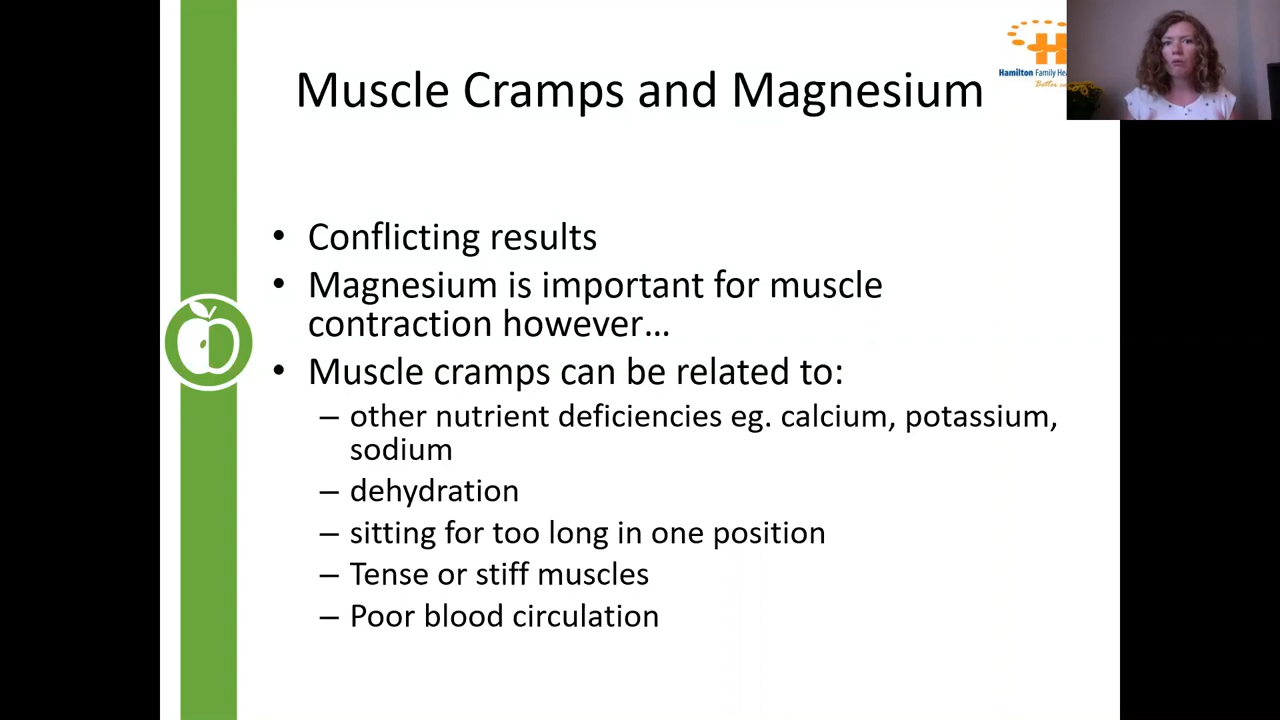 Muscle Cramps and Magnesium
Hamilton Family
• Conflicting results
• Magnesium is important for muscle
contraction however...
• Muscle cramps can be related to:
– other nutrient deficiencies eg. calcium, potassium,
sodium
– dehydration
– sitting for too long in one position
– Tense or stiff muscles
– Poor blood circulation